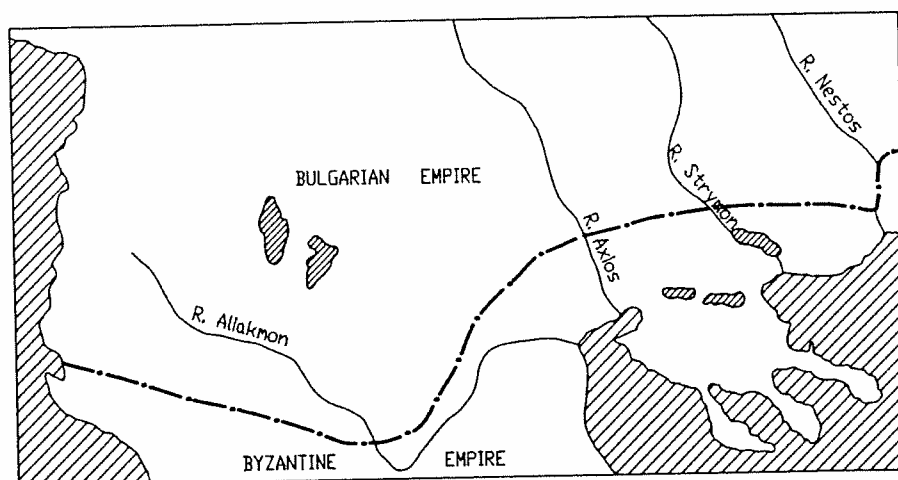 R. Nestos
R. Strymon
BULGARIAN EMPIRE
R. Axios
R. Aliakmon
BYZANTINE EMPIRE